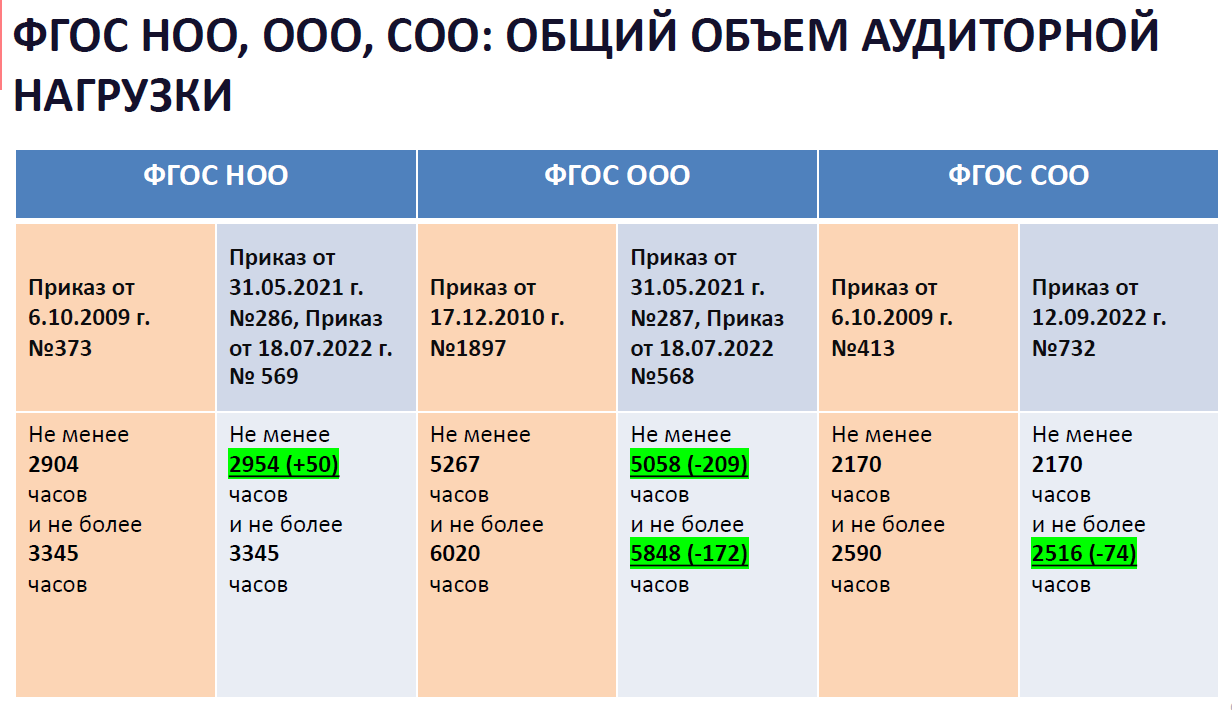 ФГОС НОО, ООО, СОО: ОБЩИЙ ОБЪЕМ АУДИТОРНОЙ
НАГРУЗКИ
ФГОС НОО
ФГОС ООО
ФГОС СОО
Приказ от
6.10.2009 г.
№373
Приказ от
31.05.2021 г.
№286, Приказ
от 18.07.2022 г.
№ 569
Приказ от
17.12.2010 г.
№1897
Приказ от
31.05.2021 г.
№287, Приказ
от 18.07.2022
№568
Приказ от
6.10.2009 г.
№413
Приказ от
12.09.2022 г.
№732
Не менее
2904
часов
и не более
3345
часов
Не менее
2954 (+50)
часов
и не более
3345
часов
Не менее
5267
часов
и не более
6020
часов
Не менее
5058 (-209)
часов
и не более
5848 (-172)
часов
Не менее
2170
часов
и не более
2590
часов
Не менее
2170
часов
и не более
2516 (-74)
часов